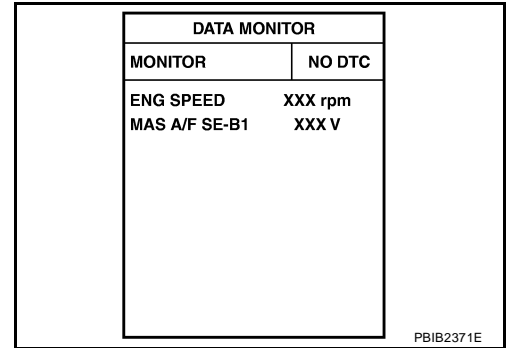 DATA MONITOR
MONITOR NO DTC
ENG SPEED XXX rpm
MAS A/F SE-B1 XXX V
PBIB2371E